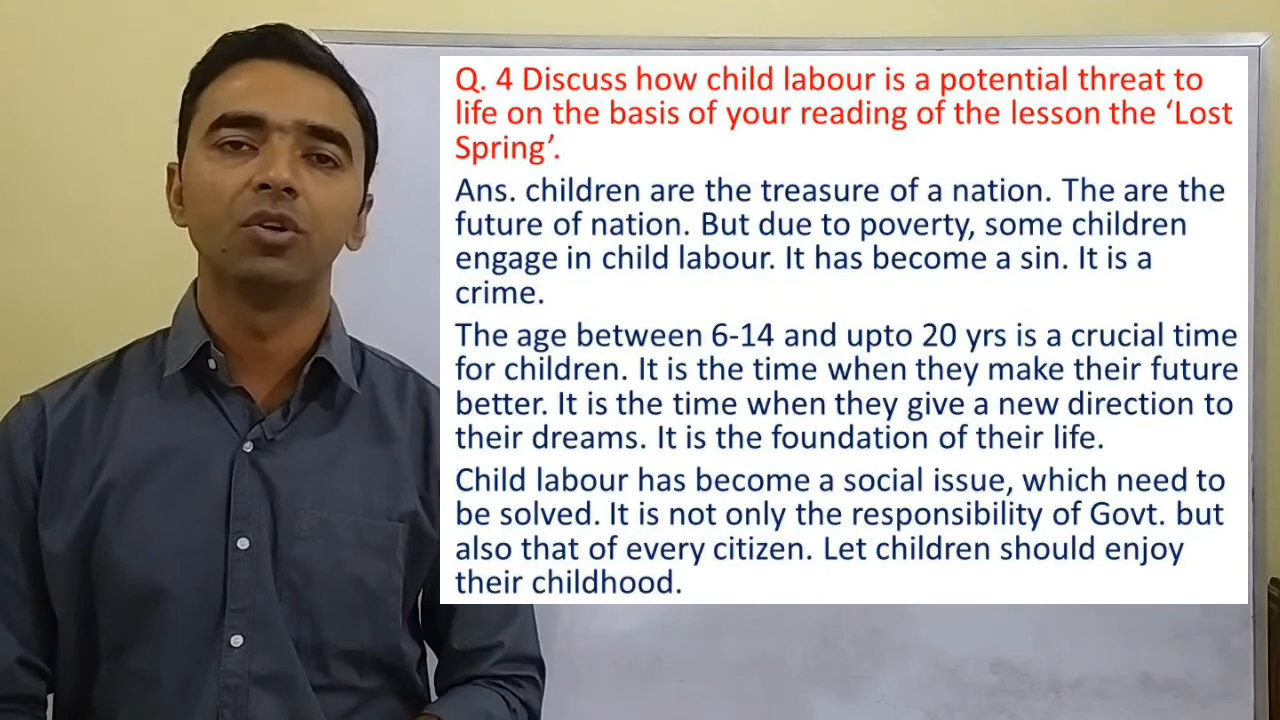 Q. 4 Discuss how child labour is a potential threat to
life on the basis of your reading of the lesson the ‘Lost
Spring’.
Ans. children are the treasure of a nation. The are the
future of nation. But due to poverty, some children
engage in child labour. It has become a sin. It is a
crime.
The age between 6-14 and upto 20 yrs is a crucial time
for children. It is the time when they make their future
better. It is the time when they give a new direction to
their dreams. It is the foundation of their life.
Child labour has become a social issue, which need to
be solved. It is not only the responsibility of Govt. but
also that of every citizen. Let children should enjoy
their childhood.